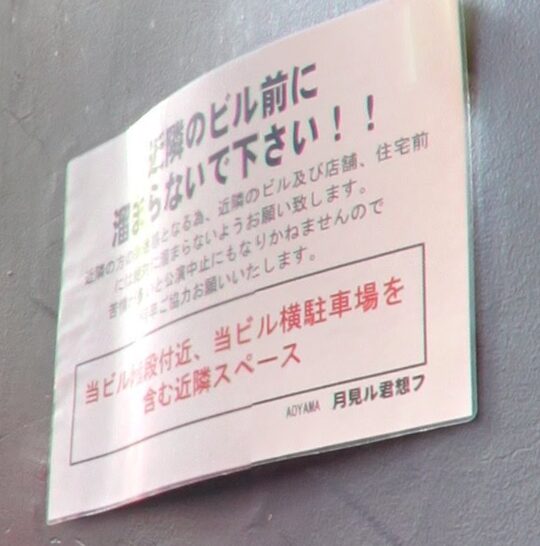 近隣のビル前に
溜まらないで下さい！！
近隣の方の迷惑となる為、近隣のビル及び店舗、住宅前
には絶対に溜まらないようお願い致します。
苦情が多いと公演中止にもなりかねませんので
ご協力お願いいたします。
当ビル階段付近、当ビル横駐車場を
含む近隣スペース
AOYAMA 月見ル君想フ